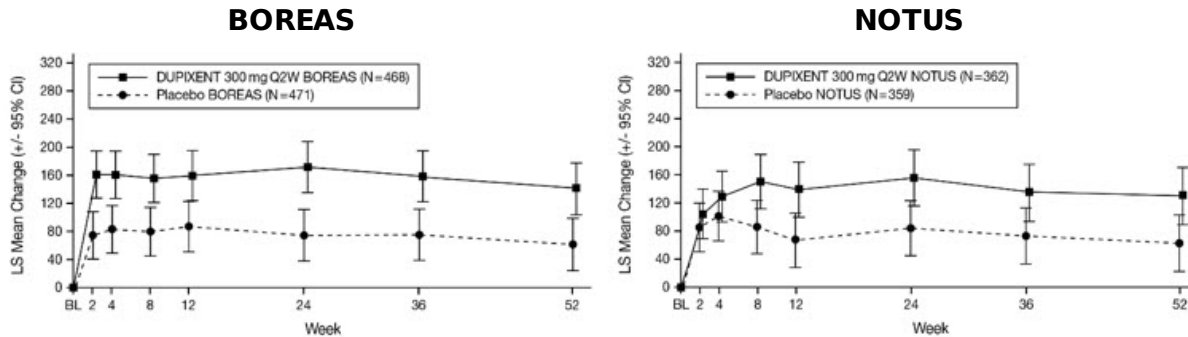 BOREAS
LS Mean Change (+/- 95% CI)
320
280
240
200
160
120
80
40
0
DUPIXENT 300 mg Q2W BOREAS (N=468)
Placebo BOREAS (N=471)
BL 2 4 8 12 24 36 52
Week
NOTUS
LS Mean Change (+/- 95% CI)
320
280
240
200
160
120
80
40
0
DUPIXENT 300 mg Q2W NOTUS (N=362)
Placebo NOTUS (N=359)
BL 2 4 8 12 24 36 52
Week